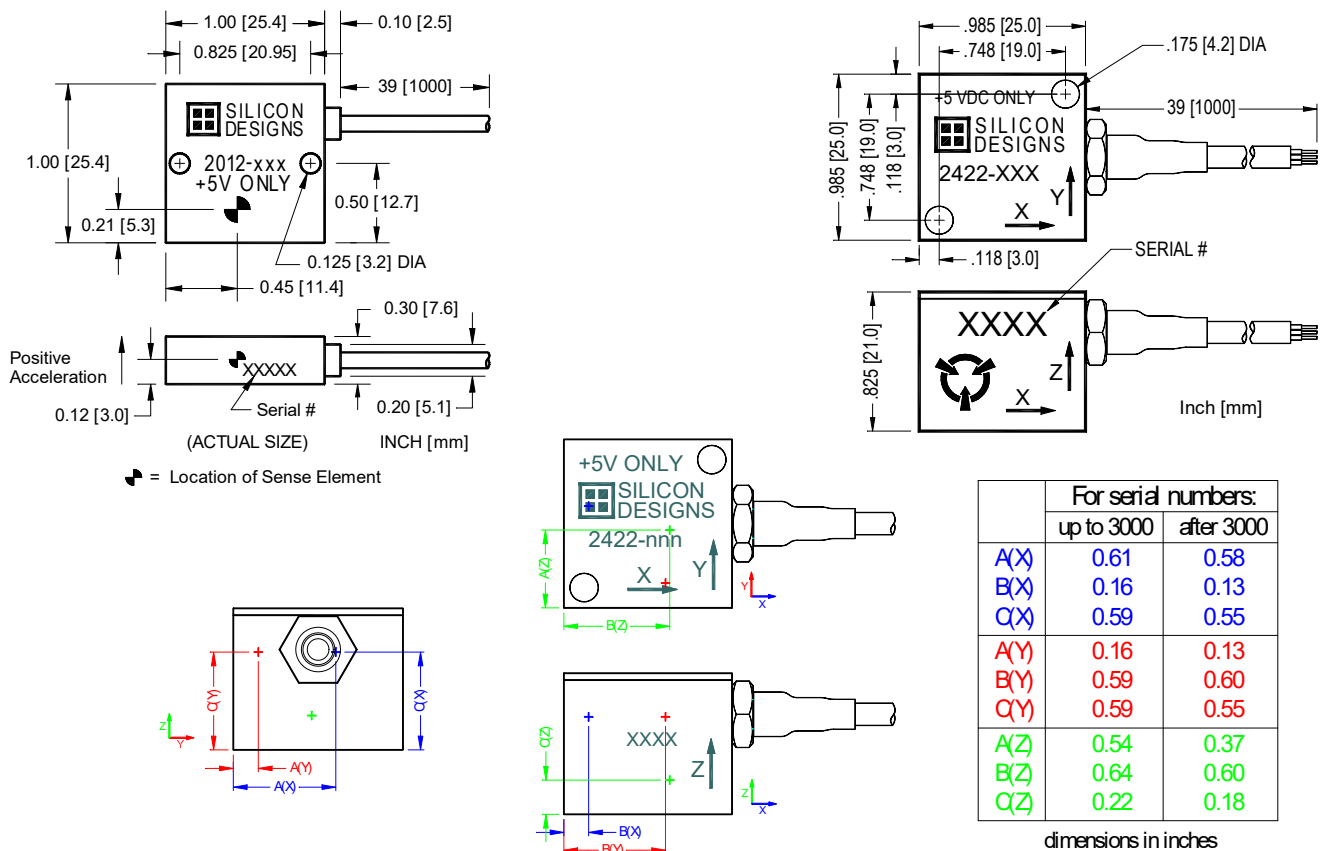 1.00 [25.4]
0.10 [2.5]
0.825 [20.95]
39 [1000]
SILICON
DESIGNS
2012-xxx
+5V ONLY
1.00 [25.4]
0.21 [5.3]
0.50 [12.7]
0.125 [3.2] DIA
0.45 [11.4]
0.30 [7.6]
Positive
Acceleration
XXXXX
0.12 [3.0]
Serial #
0.20 [5.1]
(ACTUAL SIZE)
INCH [mm]
= Location of Sense Element
.985 [25.0]
.748 [19.0]
.175 [4.2] DIA
+5 VDC ONLY
39 [1000]
SILICON
DESIGNS
2422-XXX
Y
X
.985 [25.0]
.748 [19.0]
.118 [3.0]
.118 [3.0]
SERIAL #
XXXX
Z
X
.825 [21.0]
Inch [mm]
+5V ONLY
SILICON
DESIGNS
2422-nnn
X
Y
A(Z)
B(Z)
Y
X
C(Y)
C(X)
Z
Y
A(Y)
A(X)
XXXX
Z
C(Z)
Z
X
B(X)
B(Y)
For serial numbers:
up to 3000 after 3000
A(X) 0.61 0.58
B(X) 0.16 0.13
C(X) 0.59 0.55
A(Y) 0.16 0.13
B(Y) 0.59 0.60
C(Y) 0.59 0.55
A(Z) 0.54 0.37
B(Z) 0.64 0.60
C(Z) 0.22 0.18
dimensions in inches